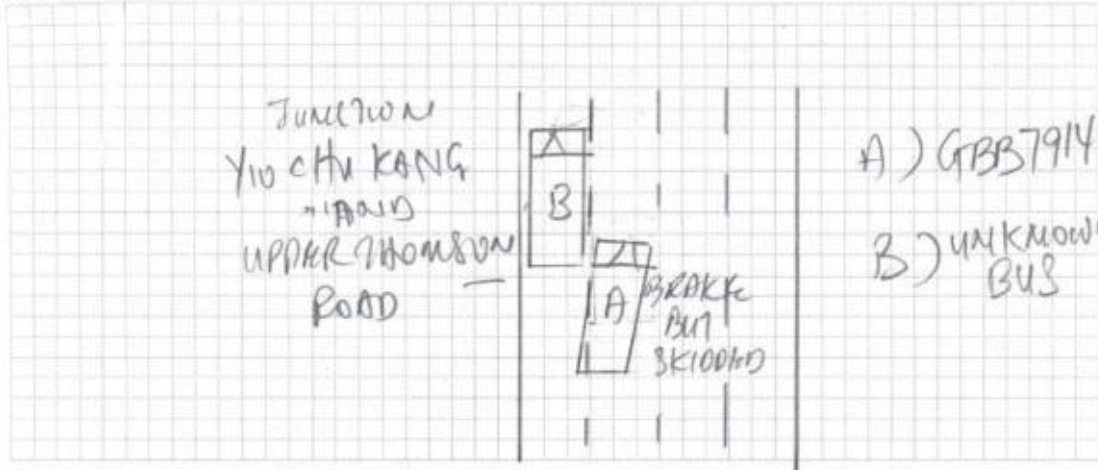 JUNCTION
YIO CHU KANG
AND
UPPER THOMSON
ROAD
B
A
BRAKE
BUT
SKIDDED
A) GBB7914
B) UNKNOWN
BUS